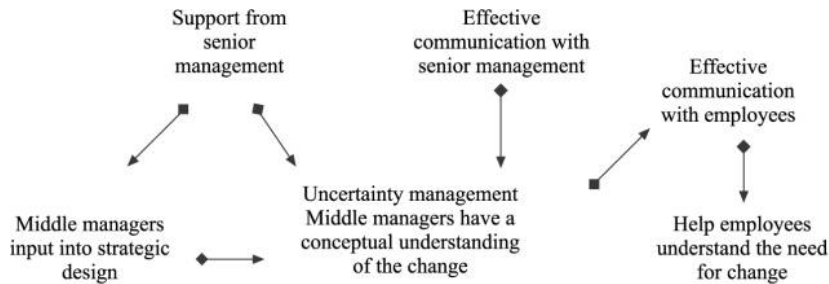 Support from
senior
management
Effective
communication with
senior management
Effective
communication
with employees
Middle managers
input into strategic
design
Uncertainty management
Middle managers have a
conceptual understanding
of the change
Help employees
understand the need
for change